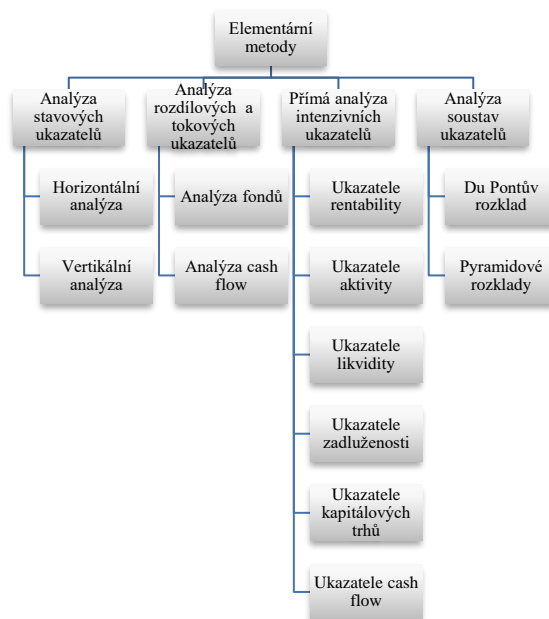 Elementární
metody
Analýza
stavových
ukazatelů
Horizontální
analýza
Vertikální
analýza
Analýza
rozdílových a
tokových
ukazatelů
Analýza fondů
Analýza cash
flow
Přímá analýza
intenzivních
ukazatelů
Ukazatele
rentability
Ukazatele
aktivity
Ukazatele
likvidity
Ukazatele
zadluženosti
Ukazatele
kapitálových
trhů
Ukazatele cash
flow
Analýza
soustav
ukazatelů
Du Pontův
rozklad
Pyramidové
rozklady